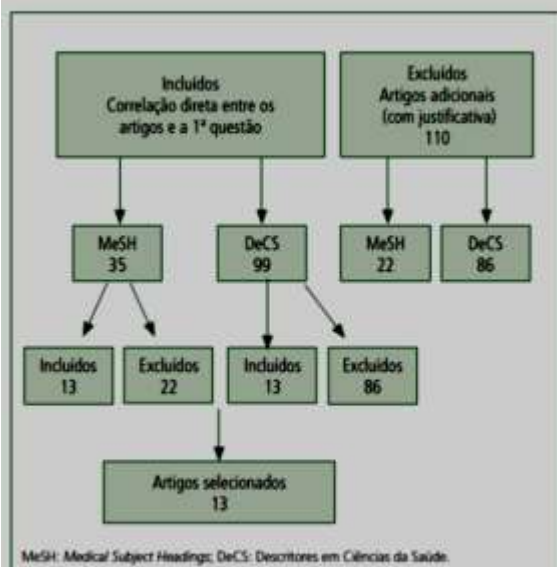 Incluídos
Correlação direta entre os
artigos e a 1ª questão
Excluídos
Artigos adicionais
(com justificativa)
110
MeSH
35
DeCS
99
MeSH
22
DeCS
86
Incluídos
13
Excluídos
22
Incluídos
13
Excluídos
86
Artigos selecionados
13
MeSH: Medical Subject Headings; DeCS: Descritores em Ciências da Saúde.